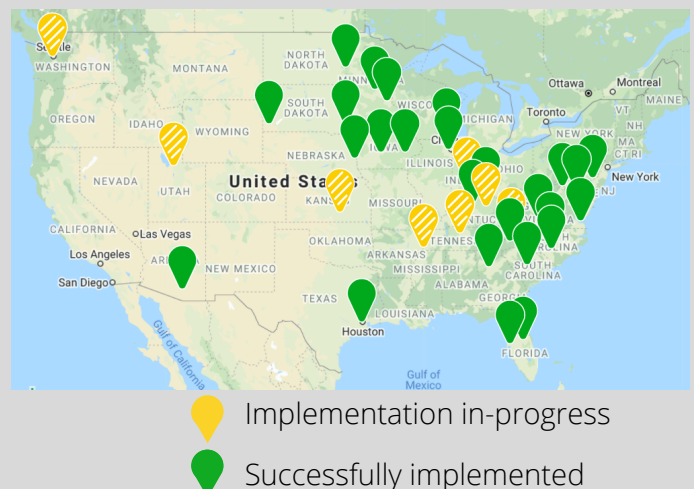 Seattle
WASHINGTON
NORTH
DAKOTA
MONTANA
Ottawa
Montreal
MAINE
OREGON
IDAHO
WYOMING
SOUTH
DAKOTA
MICHIGAN
Toronto
VT
NH
NEW YORK
MA
CT RI
NEBRASKA
ILLINOIS
OHIO
New York
NEVADA
UTAH
United States
COLORADO
MISSOURI
NJ
CALIFORNIA
Las Vegas
OKLAHOMA
Los Angeles
NEW MEXICO
ARKANSAS
San Diego
MISSISSIPPI
SOUTH
CAROLINA
ALABAMA
TEXAS
LOUISIANA
Houston
FLORIDA
Gulf of
California
Gulf of
Mexico
Implementation in-progress
Successfully implemented